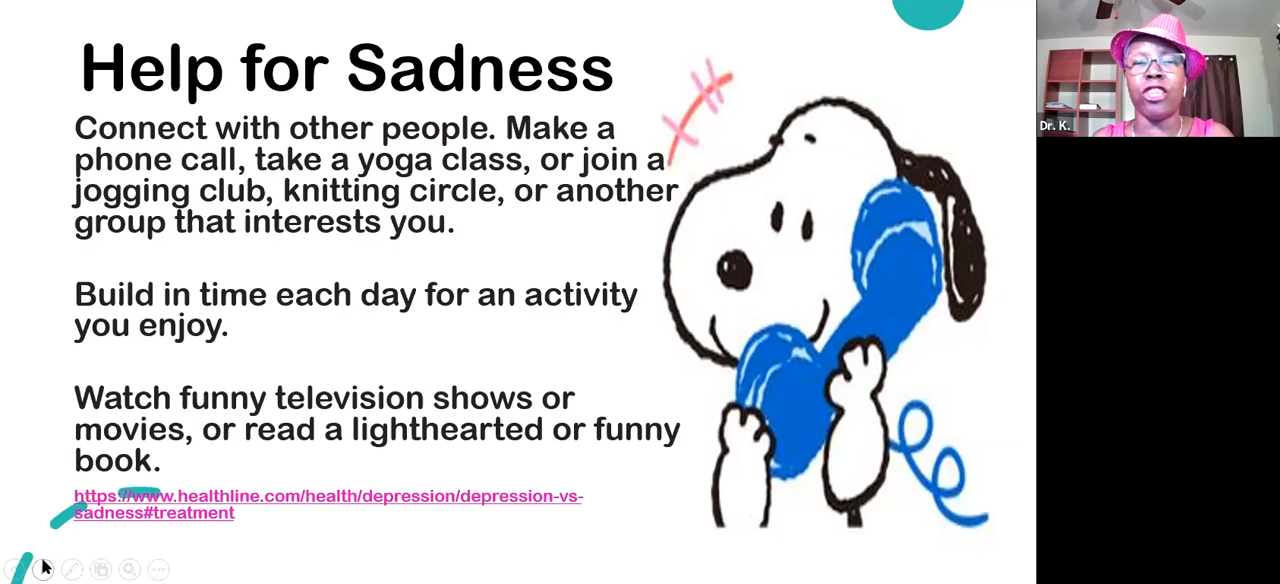 Help for Sadness
Connect with other people. Make a
phone call, take a yoga class, or join a
jogging club, knitting circle, or another
group that interests you.
Build in time each day for an activity
you enjoy.
Watch funny television shows or
movies, or read a lighthearted or funny
book.
https://www.healthline.com/health/depression/depression-vs-
sadness#treatment
Dr. K.